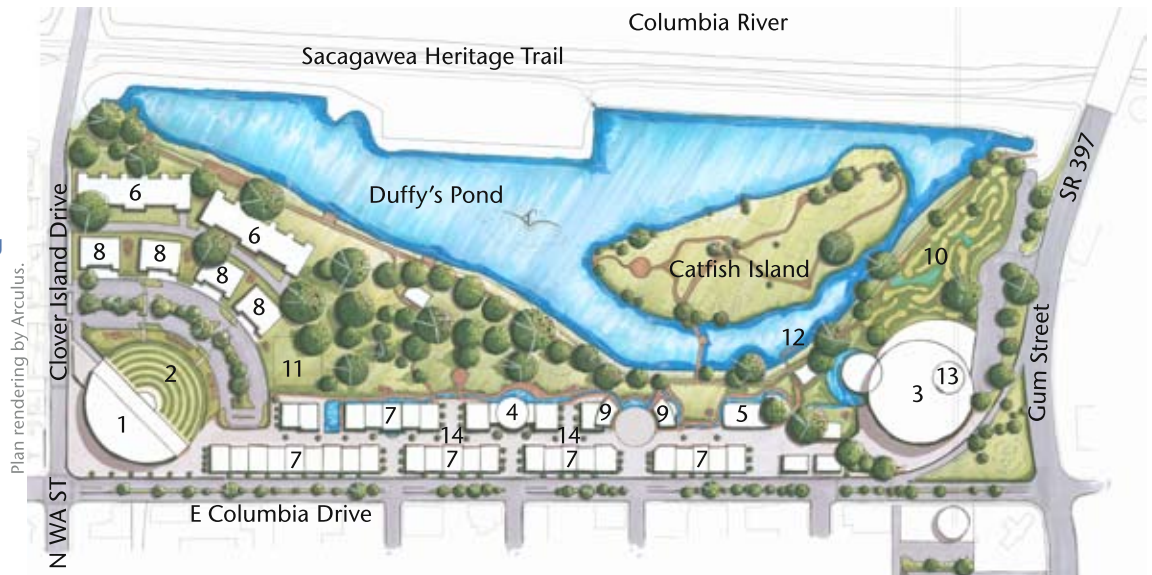 Columbia River
Sacagawea Heritage Trail
SR 397
Duffy's Pond
Clover Island Drive
6
6
8
8
8
8
10
Catfish Island
12
Plan rendering by Arculus.
2
11
1
3
13
Gum Street
7
4
9
9
5
14
14
7
7
7
7
N WA ST
E Columbia Drive